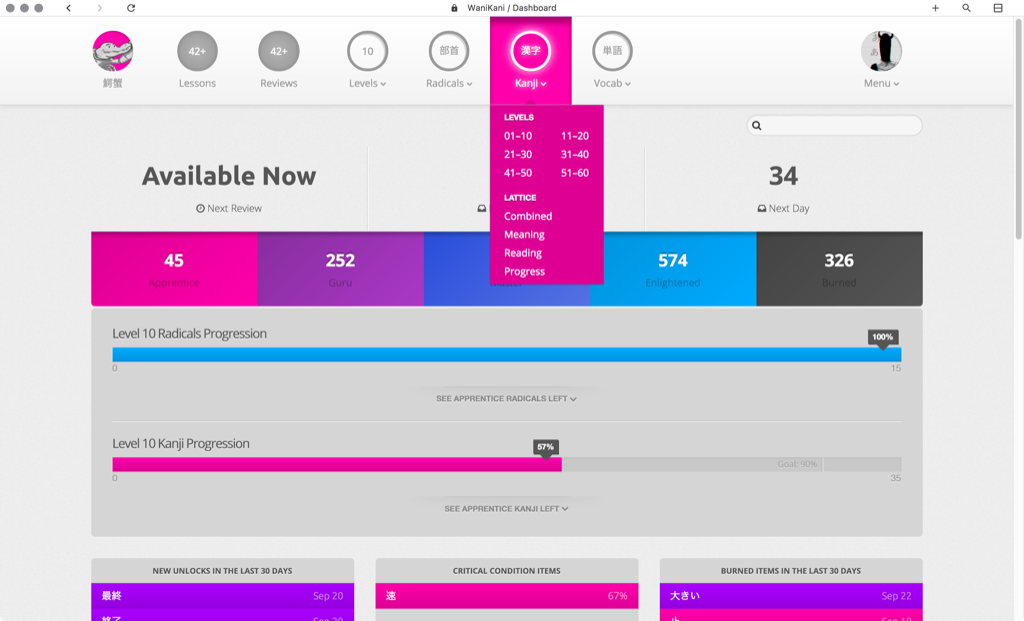 WaniKani / Dashboard
42+
42+
10
部首
漢字
単語
鰐蟹
Lessons
Reviews
Levels
Radicals
Kanji
Vocab
Menu
LEVELS
01–10 11–20
21–30 31–40
41–50 51–60
LATTICE
Combined
Meaning
Reading
Progress
Available Now
Next Review
34
Next Day
45
Apprentice
252
Guru
574
Enlightened
326
Burned
Level 10 Radicals Progression
100%
0 15
SEE APPRENTICE RADICALS LEFT
Level 10 Kanji Progression
57%
Goal: 90%
0 35
SEE APPRENTICE KANJI LEFT
NEW UNLOCKS IN THE LAST 30 DAYS
最終 Sep 20
終了 Sep 20
CRITICAL CONDITION ITEMS
速 67%
BURNED ITEMS IN THE LAST 30 DAYS
大きい Sep 22